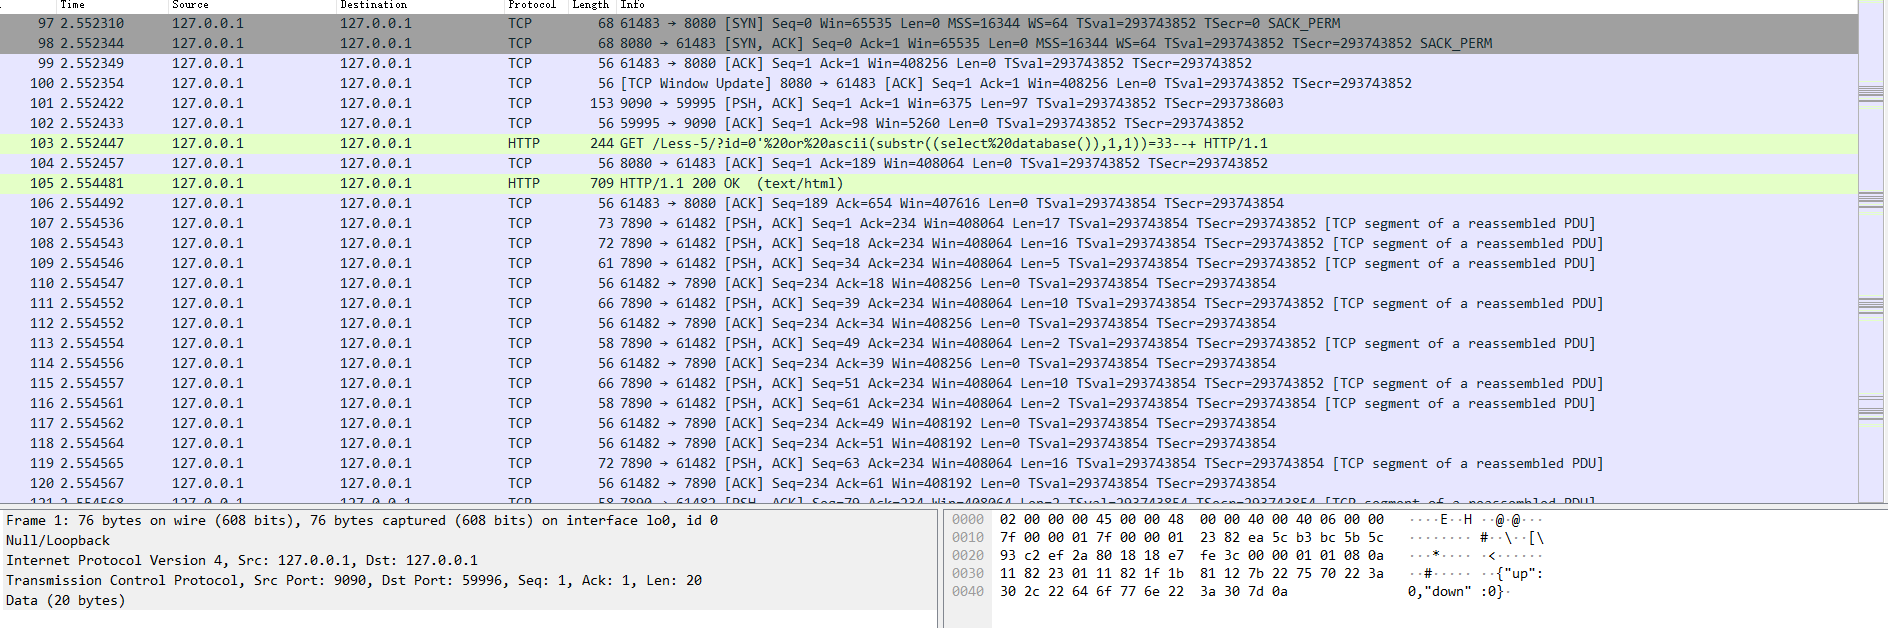 Time Source Destination Protocol Length Info
97 2.552310 127.0.0.1 127.0.0.1 TCP 68 61483 → 8080 [SYN] Seq=0 Win=65535 Len=0 MSS=16344 WS=64 TSval=293743852 TSecr=0 SACK_PERM
98 2.552344 127.0.0.1 127.0.0.1 TCP 68 8080 → 61483 [SYN, ACK] Seq=0 Ack=1 Win=65535 Len=0 MSS=16344 WS=64 TSval=293743852 TSecr=293743852 SACK_PERM
99 2.552349 127.0.0.1 127.0.0.1 TCP 56 61483 → 8080 [ACK] Seq=1 Ack=1 Win=408256 Len=0 TSval=293743852 TSecr=293743852
100 2.552354 127.0.0.1 127.0.0.1 TCP 56 [TCP Window Update] 8080 → 61483 [ACK] Seq=1 Ack=1 Win=408256 Len=0 TSval=293743852 TSecr=293743852
101 2.552422 127.0.0.1 127.0.0.1 TCP 153 9090 → 59995 [PSH, ACK] Seq=1 Ack=1 Win=6375 Len=97 TSval=293743852 TSecr=293738603
102 2.552433 127.0.0.1 127.0.0.1 TCP 56 59995 → 9090 [ACK] Seq=1 Ack=98 Win=5260 Len=0 TSval=293743852 TSecr=293743852
103 2.552447 127.0.0.1 127.0.0.1 HTTP 244 GET /Less-5/?id=0'%20or%20ascii(substr((select%20database()),1,1))=33--+ HTTP/1.1
104 2.552457 127.0.0.1 127.0.0.1 TCP 56 8080 → 61483 [ACK] Seq=1 Ack=189 Win=408064 Len=0 TSval=293743852 TSecr=293743852
105 2.554481 127.0.0.1 127.0.0.1 HTTP 709 HTTP/1.1 200 OK  (text/html)
106 2.554492 127.0.0.1 127.0.0.1 TCP 56 61483 → 8080 [ACK] Seq=189 Ack=654 Win=407616 Len=0 TSval=293743854 TSecr=293743854
107 2.554536 127.0.0.1 127.0.0.1 TCP 73 7890 → 61482 [PSH, ACK] Seq=1 Ack=234 Win=408064 Len=17 TSval=293743854 TSecr=293743852 [TCP segment of a reassembled PDU]
108 2.554543 127.0.0.1 127.0.0.1 TCP 72 7890 → 61482 [PSH, ACK] Seq=18 Ack=234 Win=408064 Len=16 TSval=293743854 TSecr=293743852 [TCP segment of a reassembled PDU]
109 2.554546 127.0.0.1 127.0.0.1 TCP 61 7890 → 61482 [PSH, ACK] Seq=34 Ack=234 Win=408064 Len=5 TSval=293743854 TSecr=293743852 [TCP segment of a reassembled PDU]
110 2.554547 127.0.0.1 127.0.0.1 TCP 56 61482 → 7890 [ACK] Seq=234 Ack=18 Win=408256 Len=0 TSval=293743854 TSecr=293743854
111 2.554552 127.0.0.1 127.0.0.1 TCP 66 7890 → 61482 [PSH, ACK] Seq=39 Ack=234 Win=408064 Len=10 TSval=293743854 TSecr=293743852 [TCP segment of a reassembled PDU]
112 2.554552 127.0.0.1 127.0.0.1 TCP 56 61482 → 7890 [ACK] Seq=234 Ack=34 Win=408256 Len=0 TSval=293743854 TSecr=293743854
113 2.554554 127.0.0.1 127.0.0.1 TCP 58 7890 → 61482 [PSH, ACK] Seq=49 Ack=234 Win=408064 Len=2 TSval=293743854 TSecr=293743852 [TCP segment of a reassembled PDU]
114 2.554556 127.0.0.1 127.0.0.1 TCP 56 61482 → 7890 [ACK] Seq=234 Ack=39 Win=408256 Len=0 TSval=293743854 TSecr=293743854
115 2.554557 127.0.0.1 127.0.0.1 TCP 66 7890 → 61482 [PSH, ACK] Seq=51 Ack=234 Win=408064 Len=10 TSval=293743854 TSecr=293743852 [TCP segment of a reassembled PDU]
116 2.554561 127.0.0.1 127.0.0.1 TCP 58 7890 → 61482 [PSH, ACK] Seq=61 Ack=234 Win=408064 Len=2 TSval=293743854 TSecr=293743854 [TCP segment of a reassembled PDU]
117 2.554562 127.0.0.1 127.0.0.1 TCP 56 61482 → 7890 [ACK] Seq=234 Ack=49 Win=408192 Len=0 TSval=293743854 TSecr=293743854
118 2.554564 127.0.0.1 127.0.0.1 TCP 56 61482 → 7890 [ACK] Seq=234 Ack=51 Win=408192 Len=0 TSval=293743854 TSecr=293743854
119 2.554565 127.0.0.1 127.0.0.1 TCP 72 7890 → 61482 [PSH, ACK] Seq=63 Ack=234 Win=408064 Len=16 TSval=293743854 TSecr=293743854 [TCP segment of a reassembled PDU]
120 2.554567 127.0.0.1 127.0.0.1 TCP 56 61482 → 7890 [ACK] Seq=234 Ack=61 Win=408192 Len=0 TSval=293743854 TSecr=293743854
121 2.554568 127.0.0.1 127.0.0.1 TCP 58 7890 → 61482 [PSH, ACK] Seq=79 Ack=234 Win=408064 Len=2 TSval=293743854 TSecr=293743854 [TCP segment of a reassembled PDU]
Frame 1: 76 bytes on wire (608 bits), 76 bytes captured (608 bits) on interface lo0, id 0
Null/Loopback
Internet Protocol Version 4, Src: 127.0.0.1, Dst: 127.0.0.1
Transmission Control Protocol, Src Port: 9090, Dst Port: 59996, Seq: 1, Ack: 1, Len: 20
Data (20 bytes)
0000 02 00 00 00 45 00 00 48 00 00 40 00 40 06 00 00 ····E··H ··@·@···
0010 7f 00 00 01 7f 00 00 01 23 82 ea 5c b3 bc 5b 5c ········ #··\··[\
0020 93 c2 ef 2a 80 18 18 e7 fe 3c 00 00 01 01 08 0a ···*···· ·<······
0030 11 82 23 01 11 82 1f 1b 81 12 7b 22 75 70 22 3a ··#····· ··{"up":
0040 30 2c 22 64 6f 77 6e 22 3a 30 7d 0a 0,"down" :0}·